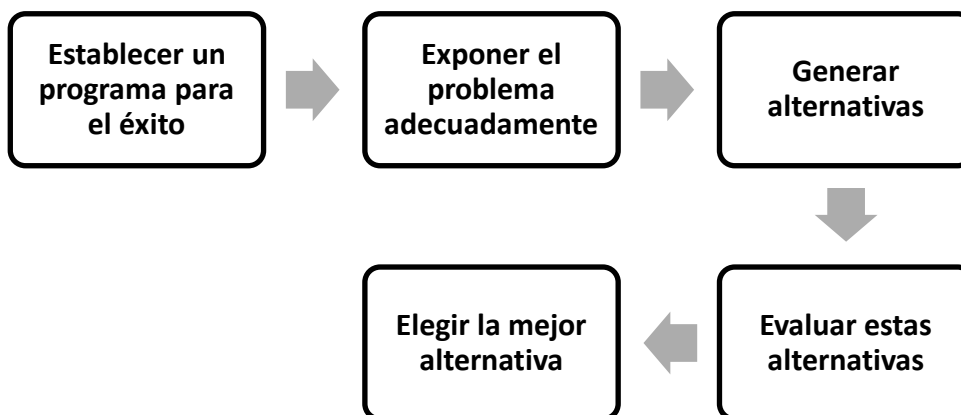 Establecer un
programa para
el éxito
Exponer el
problema
adecuadamente
Generar
alternativas
Evaluar estas
alternativas
Elegir la mejor
alternativa